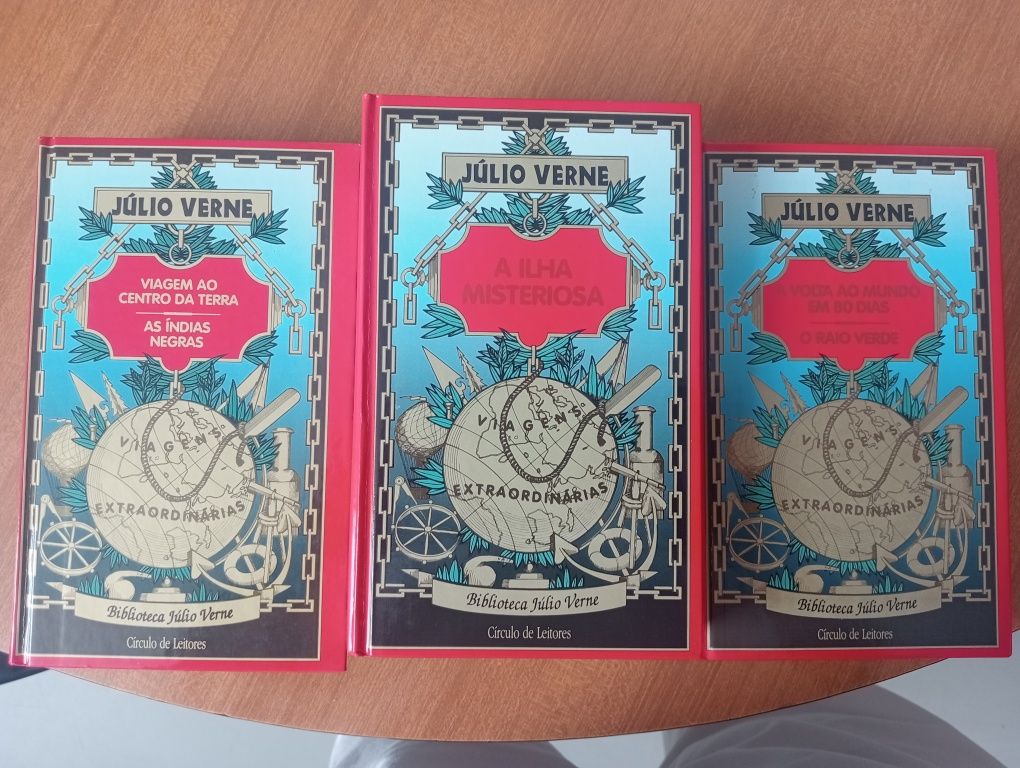 JÚLIO VERNE
VIAGEM AO
CENTRO DA TERRA
AS ÍNDIAS
NEGRAS
VIAGENS
EXTRAORDINÁRIAS
Biblioteca Júlio Verne
Círculo de Leitores
JÚLIO VERNE
A ILHA
MISTERIOSA
VIAGENS
EXTRAORDINÁRIAS
Biblioteca Júlio Verne
Círculo de Leitores
JÚLIO VERNE
A VOLTA AO MUNDO
EM 80 DIAS
O RAIO VERDE
VIAGENS
EXTRAORDINÁRIAS
Biblioteca Júlio Verne
Círculo de Leitores